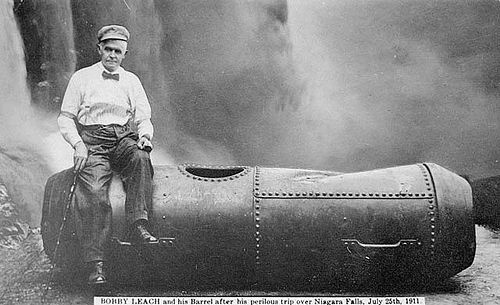 BOBBY LEACH and his Barrel after his perilous trip over Niagara Falls, July 25th, 1911.